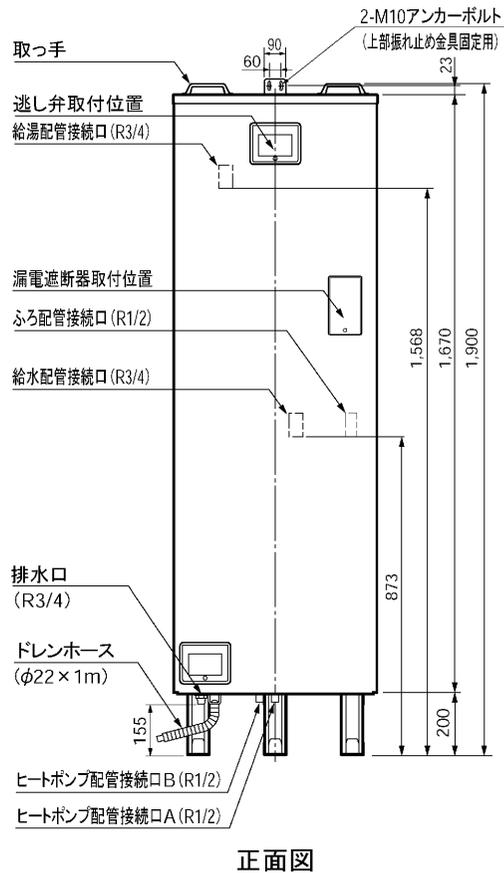 2-M10アンカーボルト
(上部振れ止め金具固定用)
90
60
23
取っ手
逃し弁取付位置
給湯配管接続口(R3/4)
漏電遮断器取付位置
ふろ配管接続口(R1/2)
給水配管接続口(R3/4)
1,568
1,670
1,900
873
排水口
(R3/4)
ドレンホース
(φ22×1m)
155
200
ヒートポンプ配管接続口B(R1/2)
ヒートポンプ配管接続口A(R1/2)
正面図